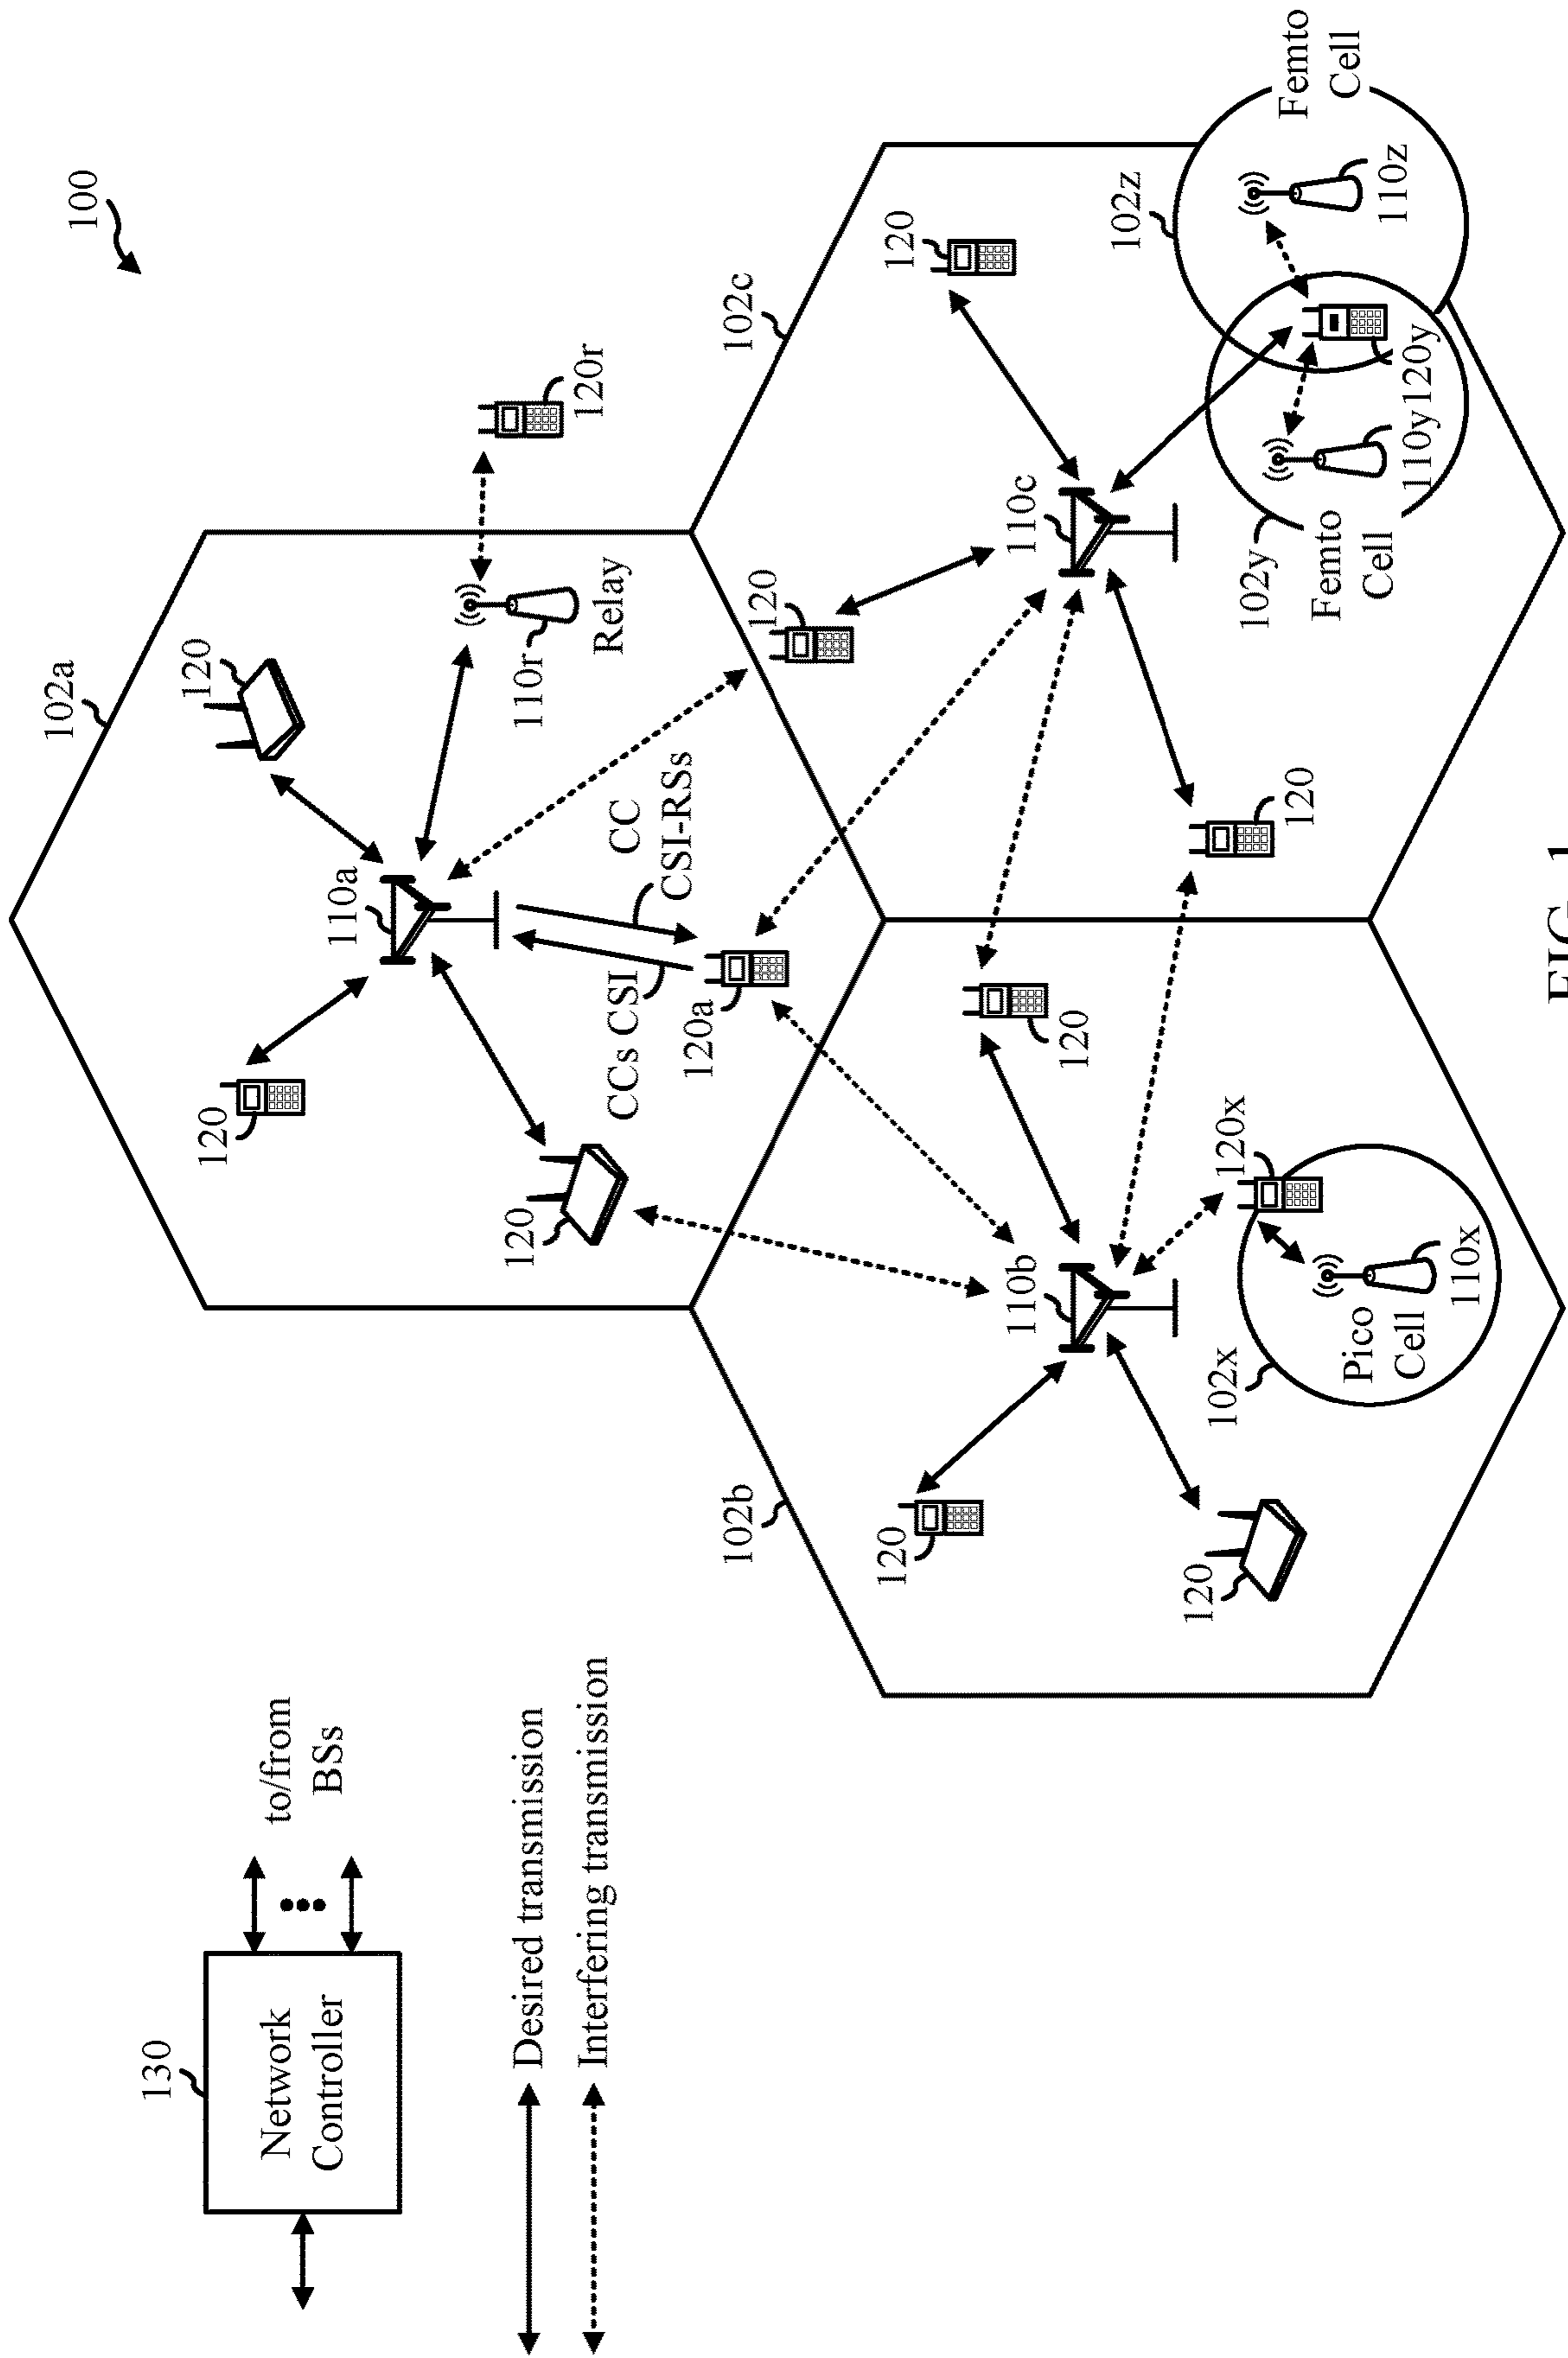 100
102a
130
Network
Controller
to/from
BSs
Desired transmission
Interfering transmission
120
120
110a
120
110r
Relay
120r
CC
CSI-RSs
CCs CSI
120a
102b
102c
120
120
120
110b
110c
120
120
102x
120x
Pico
Cell
110x
120
102z
102y
Femto
Cell
Femto
Cell
110y
120y
110z
FIG. 1